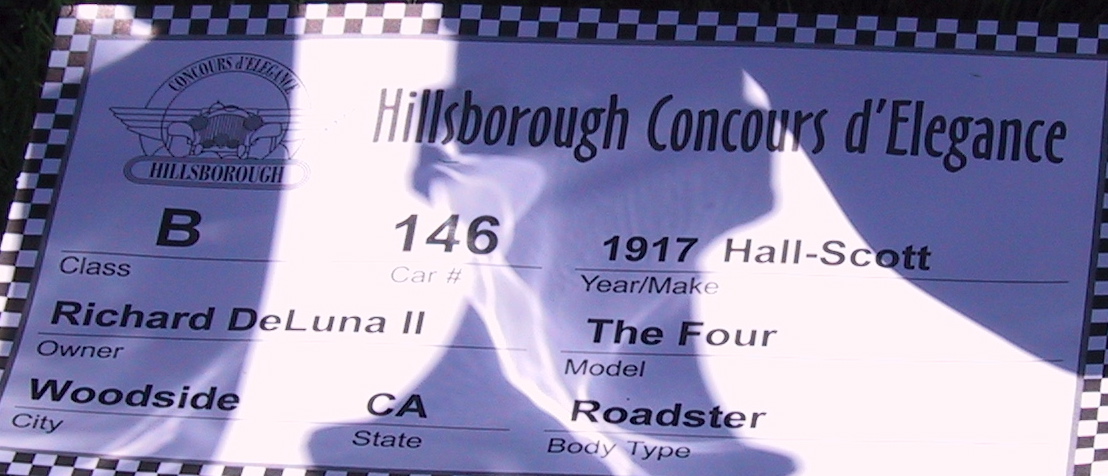 CONCOURS d'ELEGANCE
HILLSBOROUGH
Hillsborough Concours d'Elegance
B 146 1917 Hall-Scott
Class Car # Year/Make
Richard DeLuna II The Four
Owner Model
Woodside CA Roadster
City State Body Type